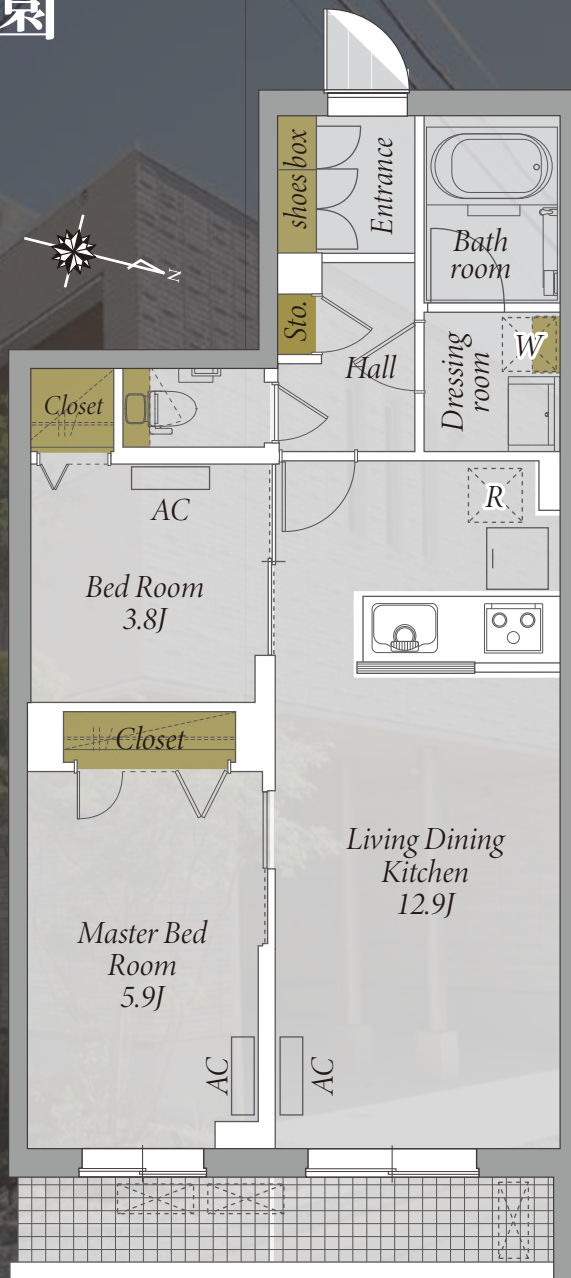 園
shoes box
Entrance
Bath
room
Sto.
Hall
Dressing
room
W
N
Closet
AC
R
Bed Room
3.8J
Closet
Living Dining
Kitchen
12.9J
Master Bed
Room
5.9J
AC
AC